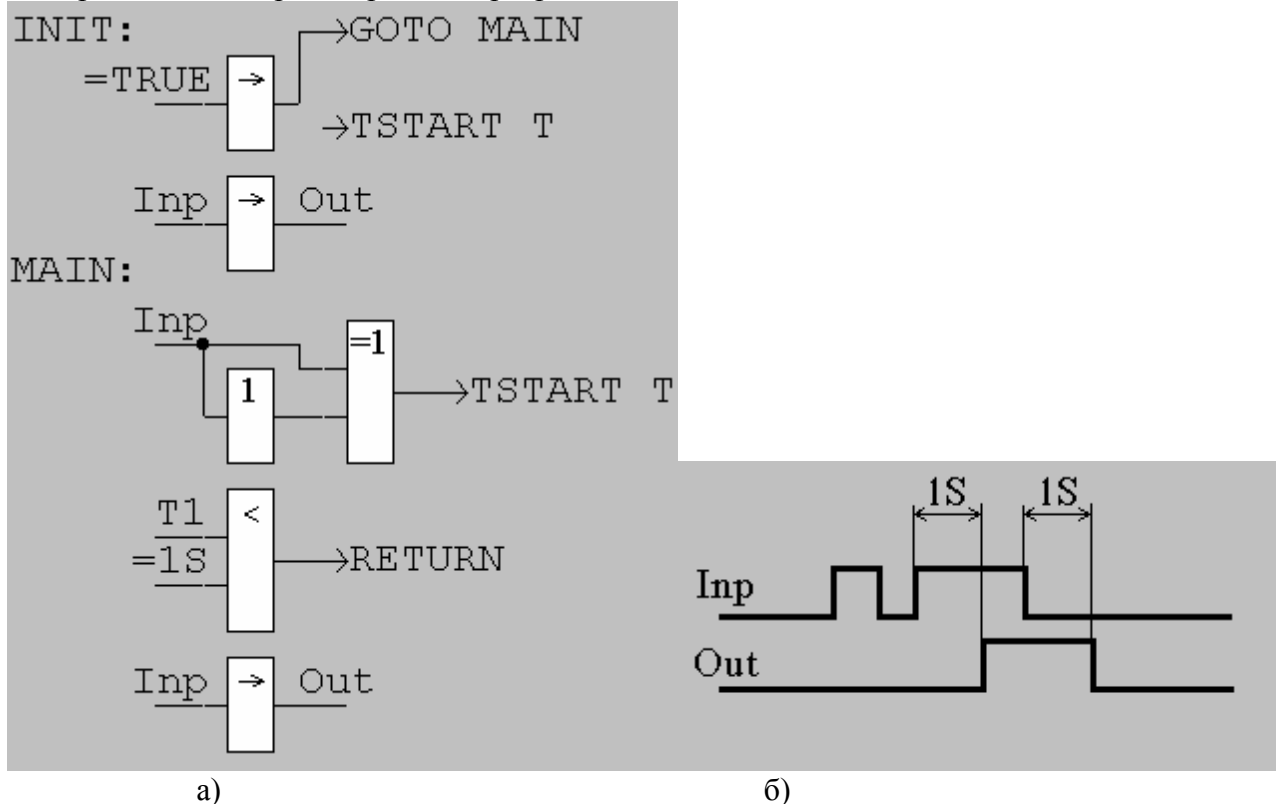 INIT:
→GOTO MAIN
=TRUE →
→TSTART T
Inp → Out
MAIN:
Inp
=1
1
→TSTART T
T1 <
=1S
→RETURN
Inp → Out
1S 1S
Inp
Out
а) б)